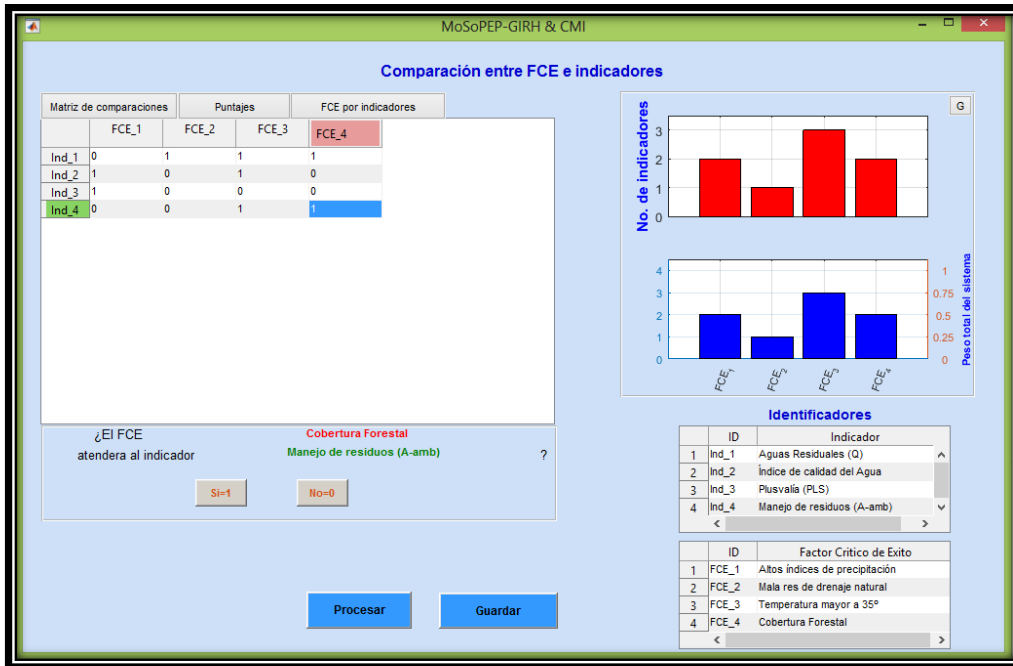 MoSoPEP-GIRH & CMI
Comparación entre FCE e indicadores
Matriz de comparaciones Puntajes FCE por indicadores
FCE_1 FCE_2 FCE_3 FCE_4
Ind_1 0 1 1 1
Ind_2 1 0 1 0
Ind_3 1 0 0 0
Ind_4 0 0 1 1
¿El FCE Cobertura Forestal
atendera al indicador Manejo de residuos (A-amb) ?
Si=1 No=0
Procesar Guardar
G
No. de indicadores
3
2
1
0
4 1
3 0.75
2 0.5
1 0.25
0 0
Peso total del sistema
FCE1 FCE2 FCE3 FCE4
Identificadores
ID Indicador
1 Ind_1 Aguas Residuales (Q)
2 Ind_2 Índice de calidad del Agua
3 Ind_3 Plusvalía (PLS)
4 Ind_4 Manejo de residuos (A-amb)
ID Factor Critico de Exito
1 FCE_1 Altos índices de precipitación
2 FCE_2 Mala res de drenaje natural
3 FCE_3 Temperatura mayor a 35º
4 FCE_4 Cobertura Forestal